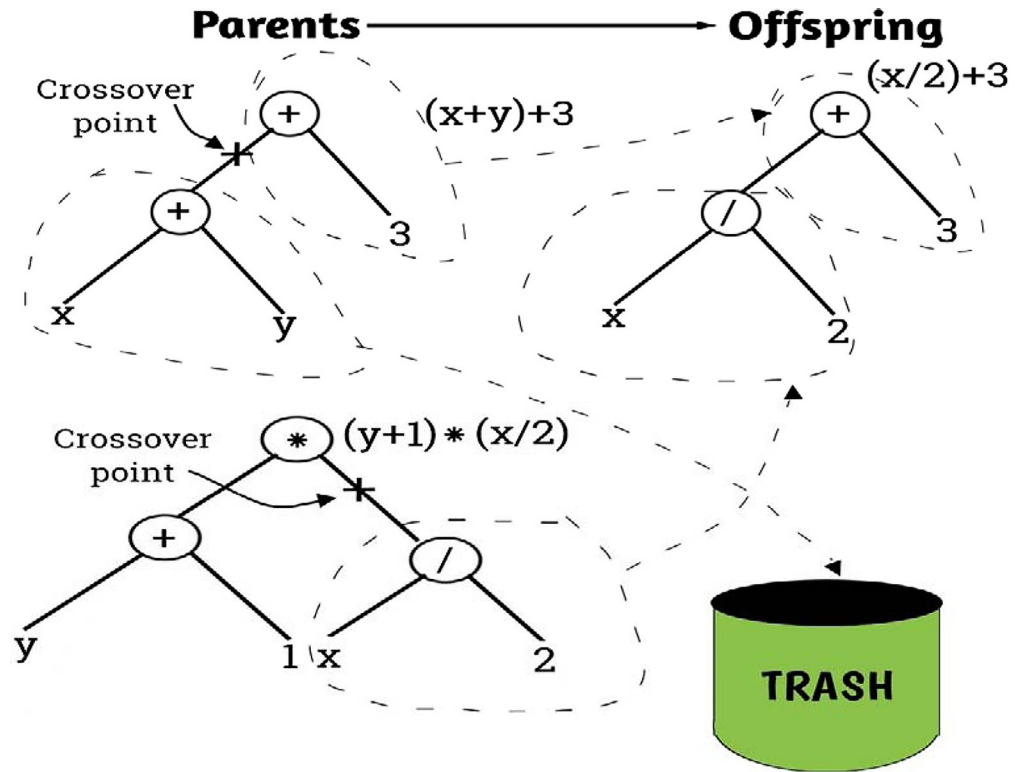 Parents
Offspring
Crossover
point
+
(x+y)+3
(x/2)+3
+
+
3
/
3
x
y
x
2
Crossover
point
*
(y+1)*(x/2)
+
/
y
1
x
2
TRASH